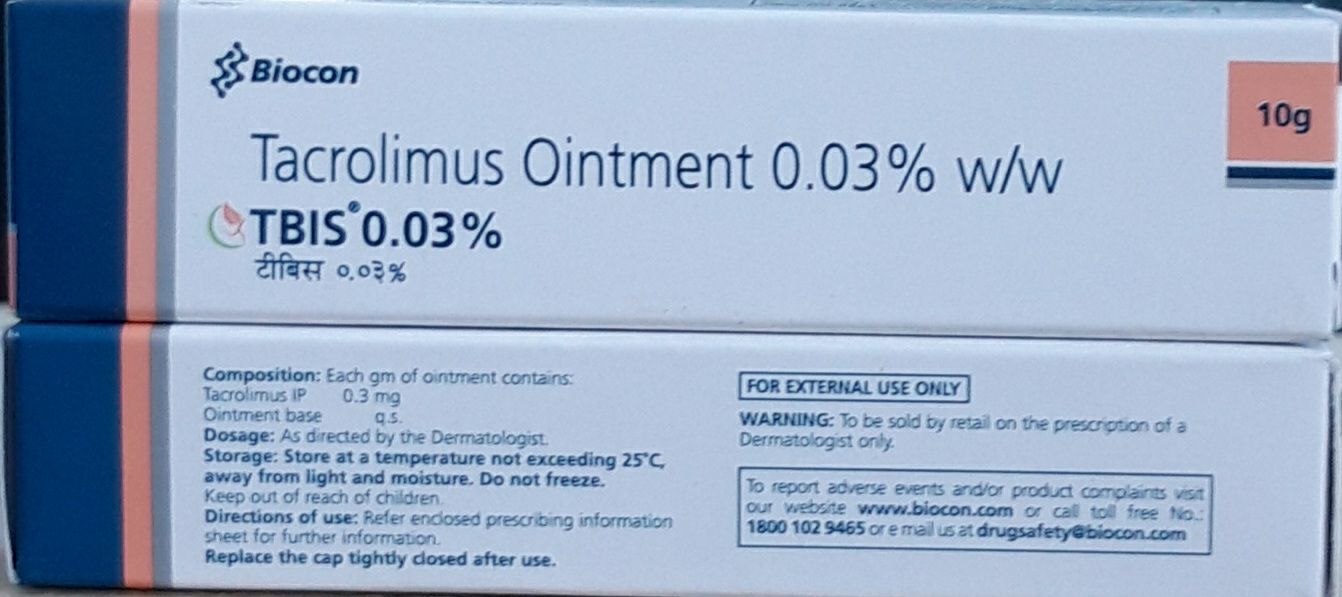 Biocon
10g
Tacrolimus Ointment 0.03% w/w
TBIS® 0.03%
टीबिस ०.०३%
Composition: Each gm of ointment contains:
Tacrolimus IP 0.3 mg
Ointment base q.s.
Dosage: As directed by the Dermatologist.
Storage: Store at a temperature not exceeding 25°C,
away from light and moisture. Do not freeze.
Keep out of reach of children.
Directions of use: Refer enclosed prescribing information
sheet for further information.
Replace the cap tightly closed after use.
FOR EXTERNAL USE ONLY
WARNING: To be sold by retail on the prescription of a
Dermatologist only.
To report adverse events and/or product complaints visit
our website www.biocon.com or call toll free No.:
1800 102 9465 or e mail us at drugsafety@biocon.com